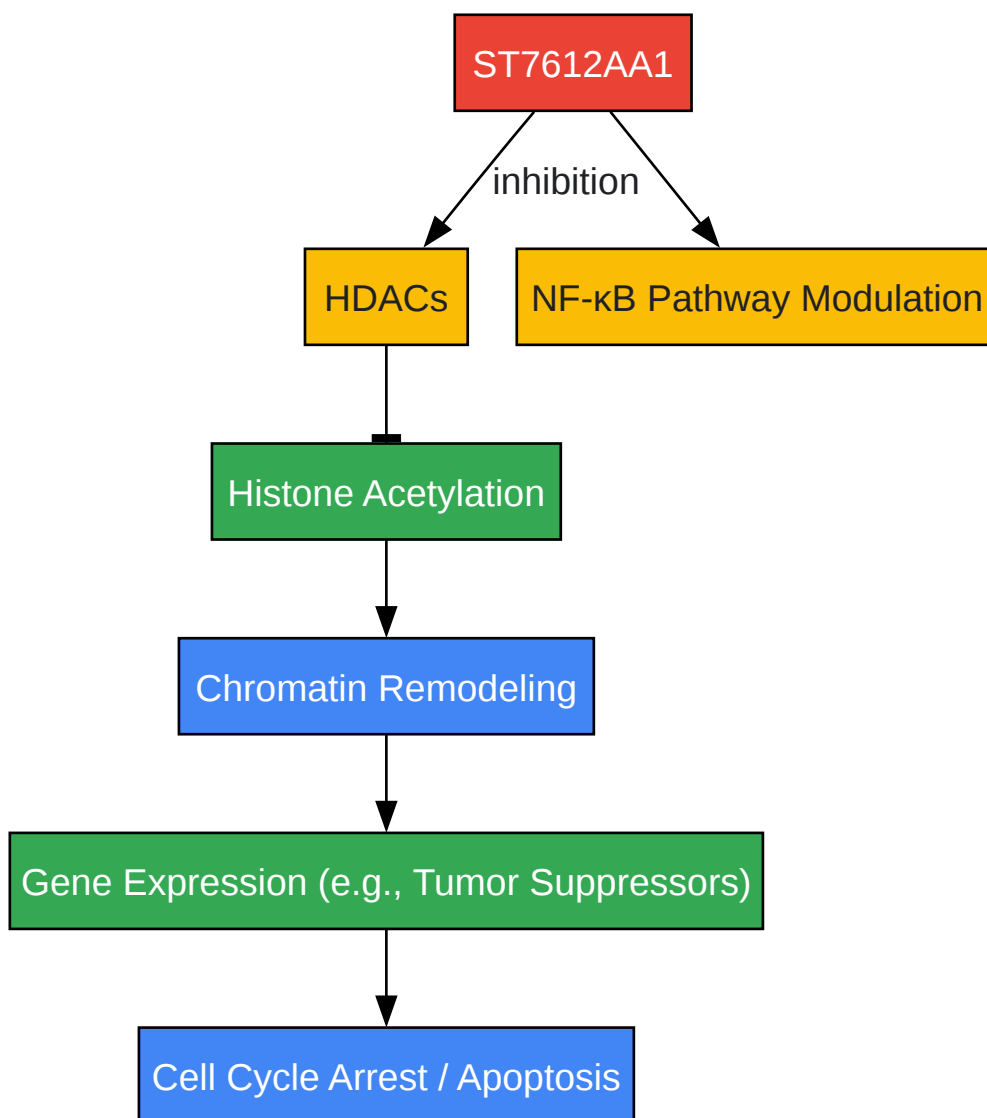 ST7612AA1
inhibition
HDACs
NF-κB Pathway Modulation
Histone Acetylation
Chromatin Remodeling
Gene Expression (e.g., Tumor Suppressors)
Cell Cycle Arrest / Apoptosis